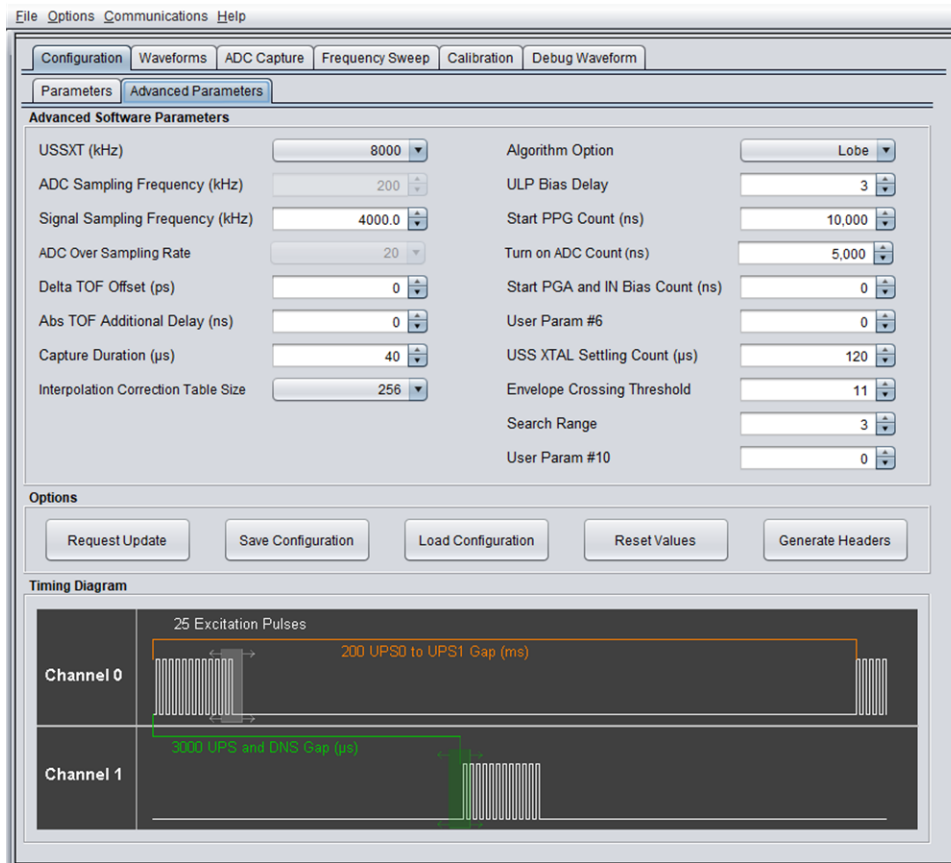 File Options Communications Help
Configuration Waveforms ADC Capture Frequency Sweep Calibration Debug Waveform
Parameters Advanced Parameters
Advanced Software Parameters
USSXT (kHz) 8000
ADC Sampling Frequency (kHz) 200
Signal Sampling Frequency (kHz) 4000.0
ADC Over Sampling Rate 20
Delta TOF Offset (ps) 0
Abs TOF Additional Delay (ns) 0
Capture Duration (µs) 40
Interpolation Correction Table Size 256
Algorithm Option Lobe
ULP Bias Delay 3
Start PPG Count (ns) 10,000
Turn on ADC Count (ns) 5,000
Start PGA and IN Bias Count (ns) 0
User Param #6 0
USS XTAL Settling Count (µs) 120
Envelope Crossing Threshold 11
Search Range 3
User Param #10 0
Options
Request Update Save Configuration Load Configuration Reset Values Generate Headers
Timing Diagram
25 Excitation Pulses
200 UPS0 to UPS1 Gap (ms)
Channel 0
3000 UPS and DNS Gap (µs)
Channel 1